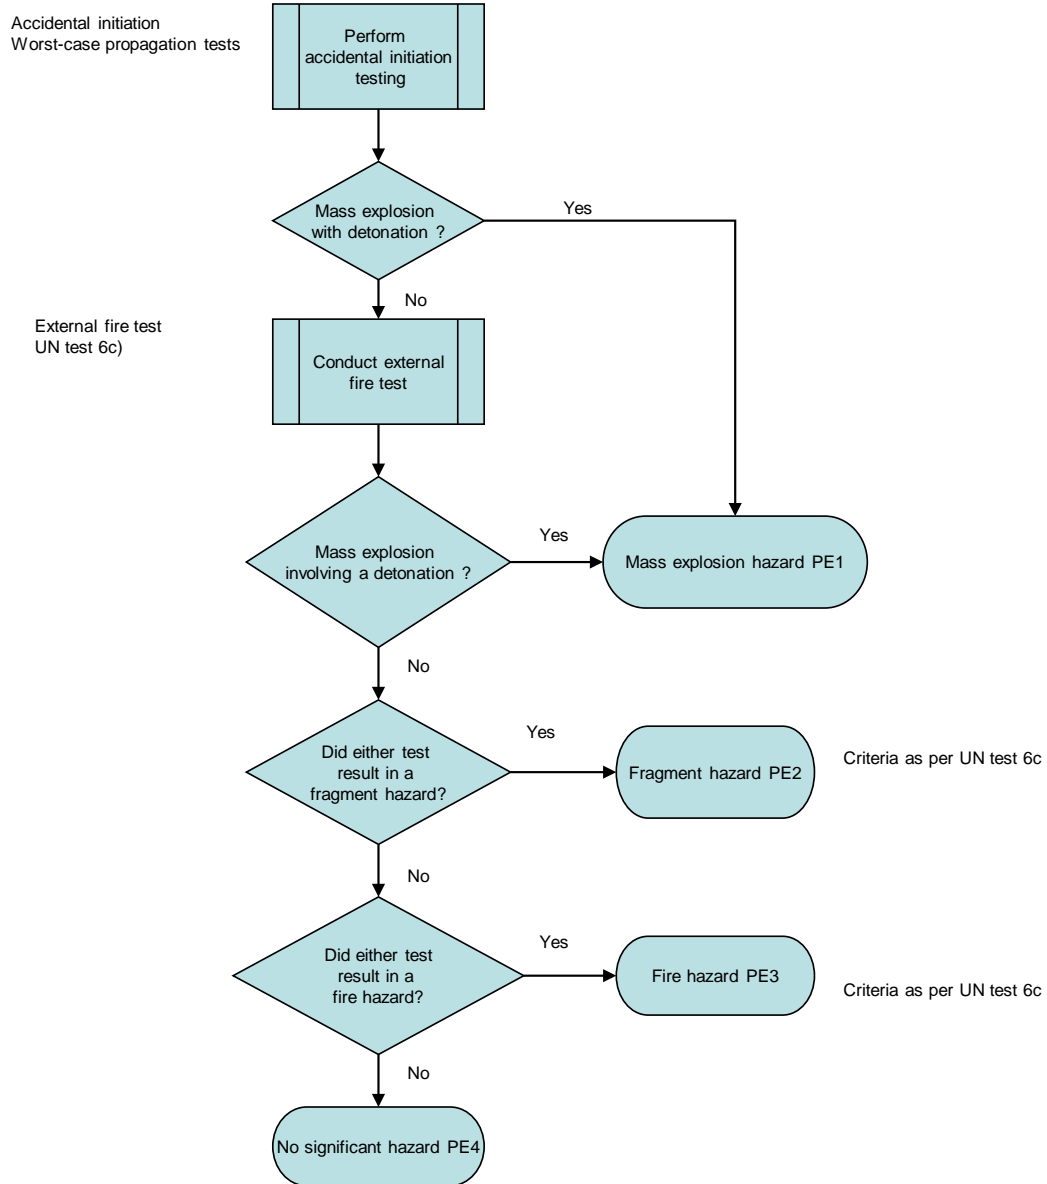 Accidental initiation
Worst-case propagation tests
Perform
accidental initiation
testing
Mass explosion
with detonation ?
Yes
No
External fire test
UN test 6c)
Conduct external
fire test
Mass explosion
involving a detonation ?
Yes
Mass explosion hazard PE1
No
Did either test
result in a
fragment hazard?
Yes
Fragment hazard PE2
Criteria as per UN test 6c
No
Did either test
result in a
fire hazard?
Yes
Fire hazard PE3
Criteria as per UN test 6c
No
No significant hazard PE4